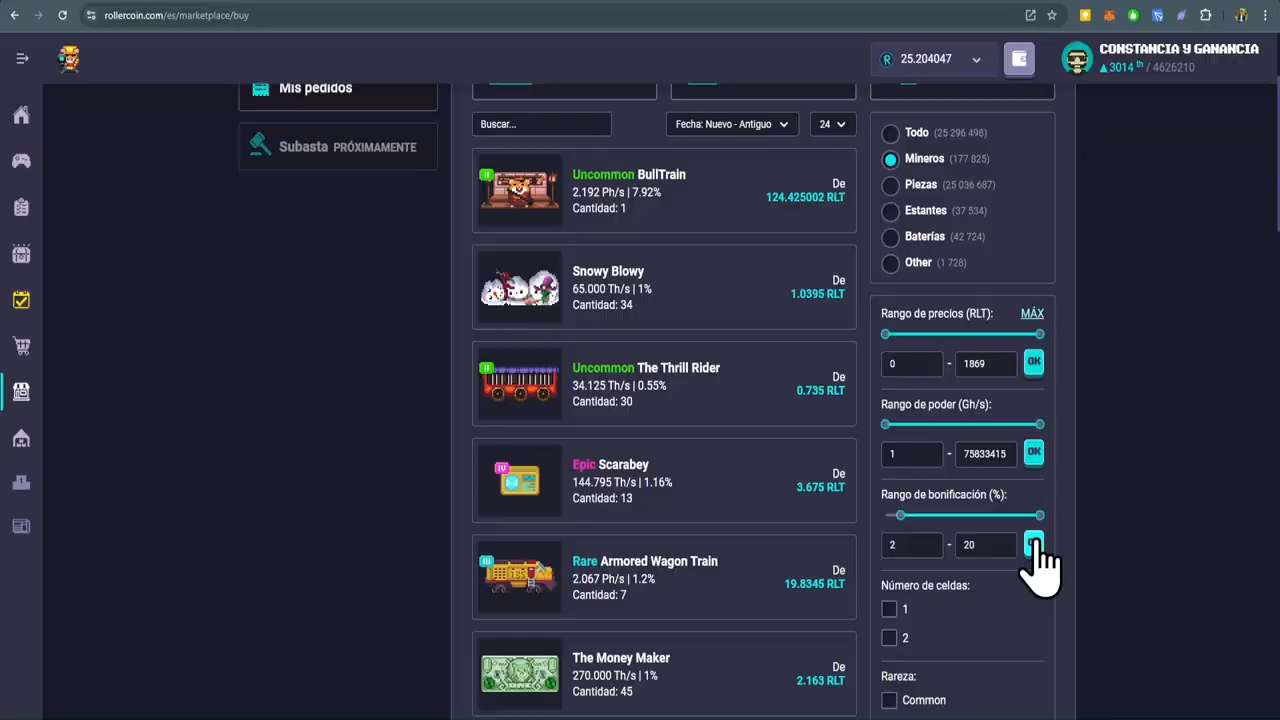 rollercoin.com/es/marketplace/buy
25.204047
CONSTANCIA Y GANANCIA
3014 th / 4626210
Mis pedidos
Subasta PRÓXIMAMENTE
Buscar...
Fecha: Nuevo - Antiguo
24
II
Uncommon BullTrain
2.192 Ph/s | 7.92%
Cantidad: 1
De
124.425002 RLT
Snowy Blowy
65.000 Th/s | 1%
Cantidad: 34
De
1.0395 RLT
II
Uncommon The Thrill Rider
34.125 Th/s | 0.55%
Cantidad: 30
De
0.735 RLT
IV
Epic Scarabey
144.795 Th/s | 1.16%
Cantidad: 13
De
3.675 RLT
III
Rare Armored Wagon Train
2.067 Ph/s | 1.2%
Cantidad: 7
De
19.8345 RLT
The Money Maker
270.000 Th/s | 1%
Cantidad: 45
De
2.163 RLT
Todo (25 296 498)
Mineros (177 825)
Piezas (25 036 687)
Estantes (37 534)
Baterías (42 724)
Other (1 728)
Rango de precios (RLT): MÁX
0 - 1869 OK
Rango de poder (Gh/s):
1 - 75833415 OK
Rango de bonificación (%):
2 - 20
Número de celdas:
1
2
Rareza:
Common